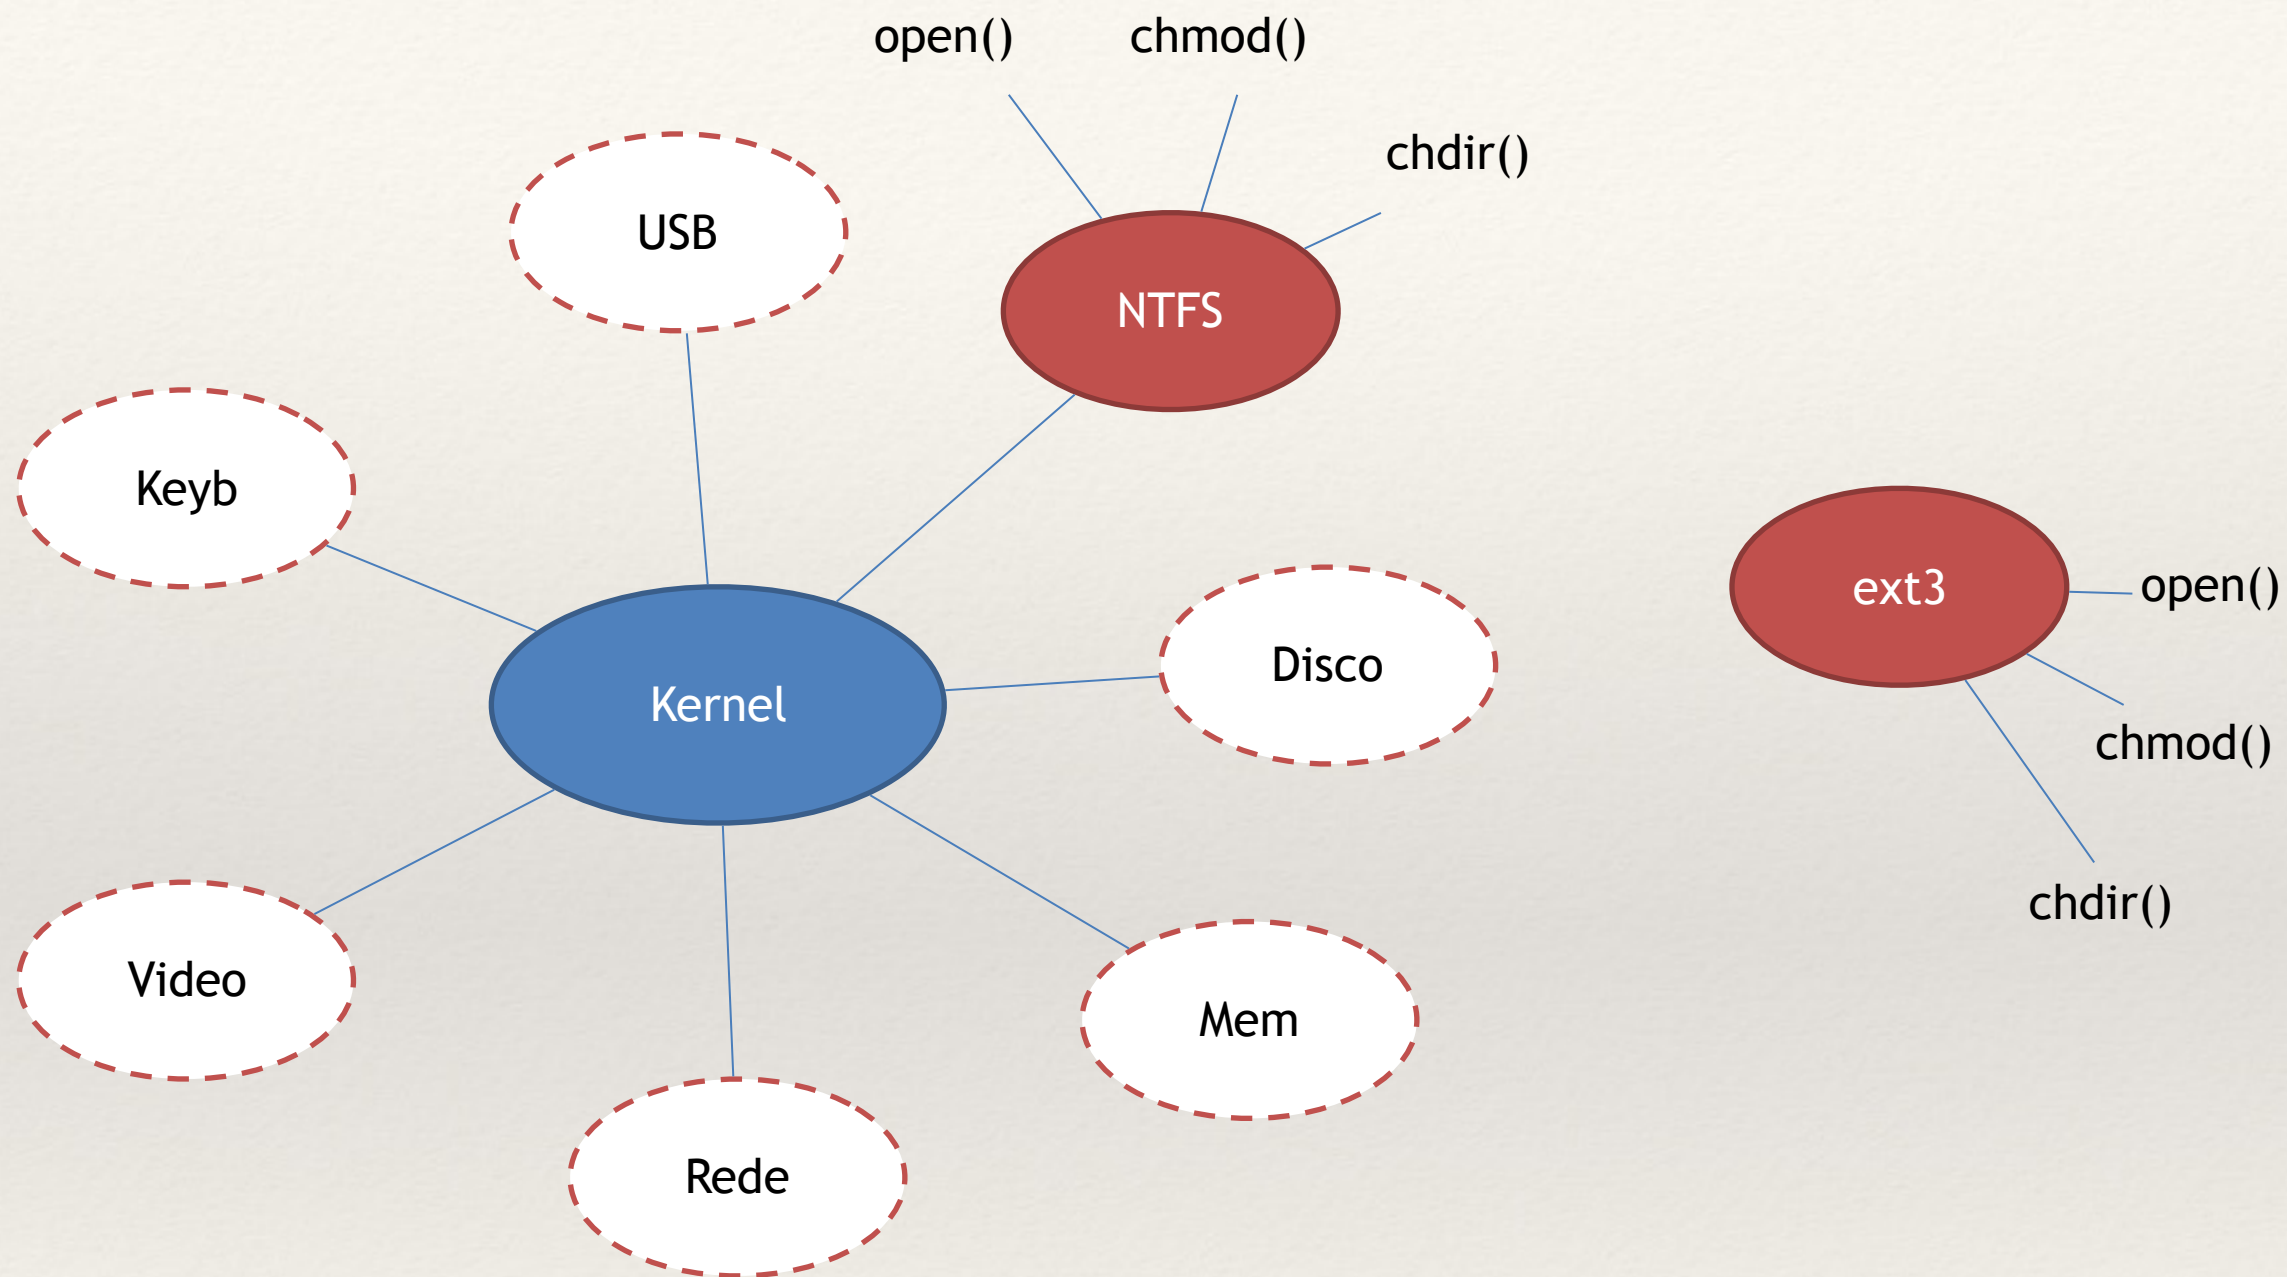 open()
chmod()
chdir()
USB
NTFS
Keyb
ext3
open()
Disco
Kernel
chmod()
chdir()
Video
Mem
Rede